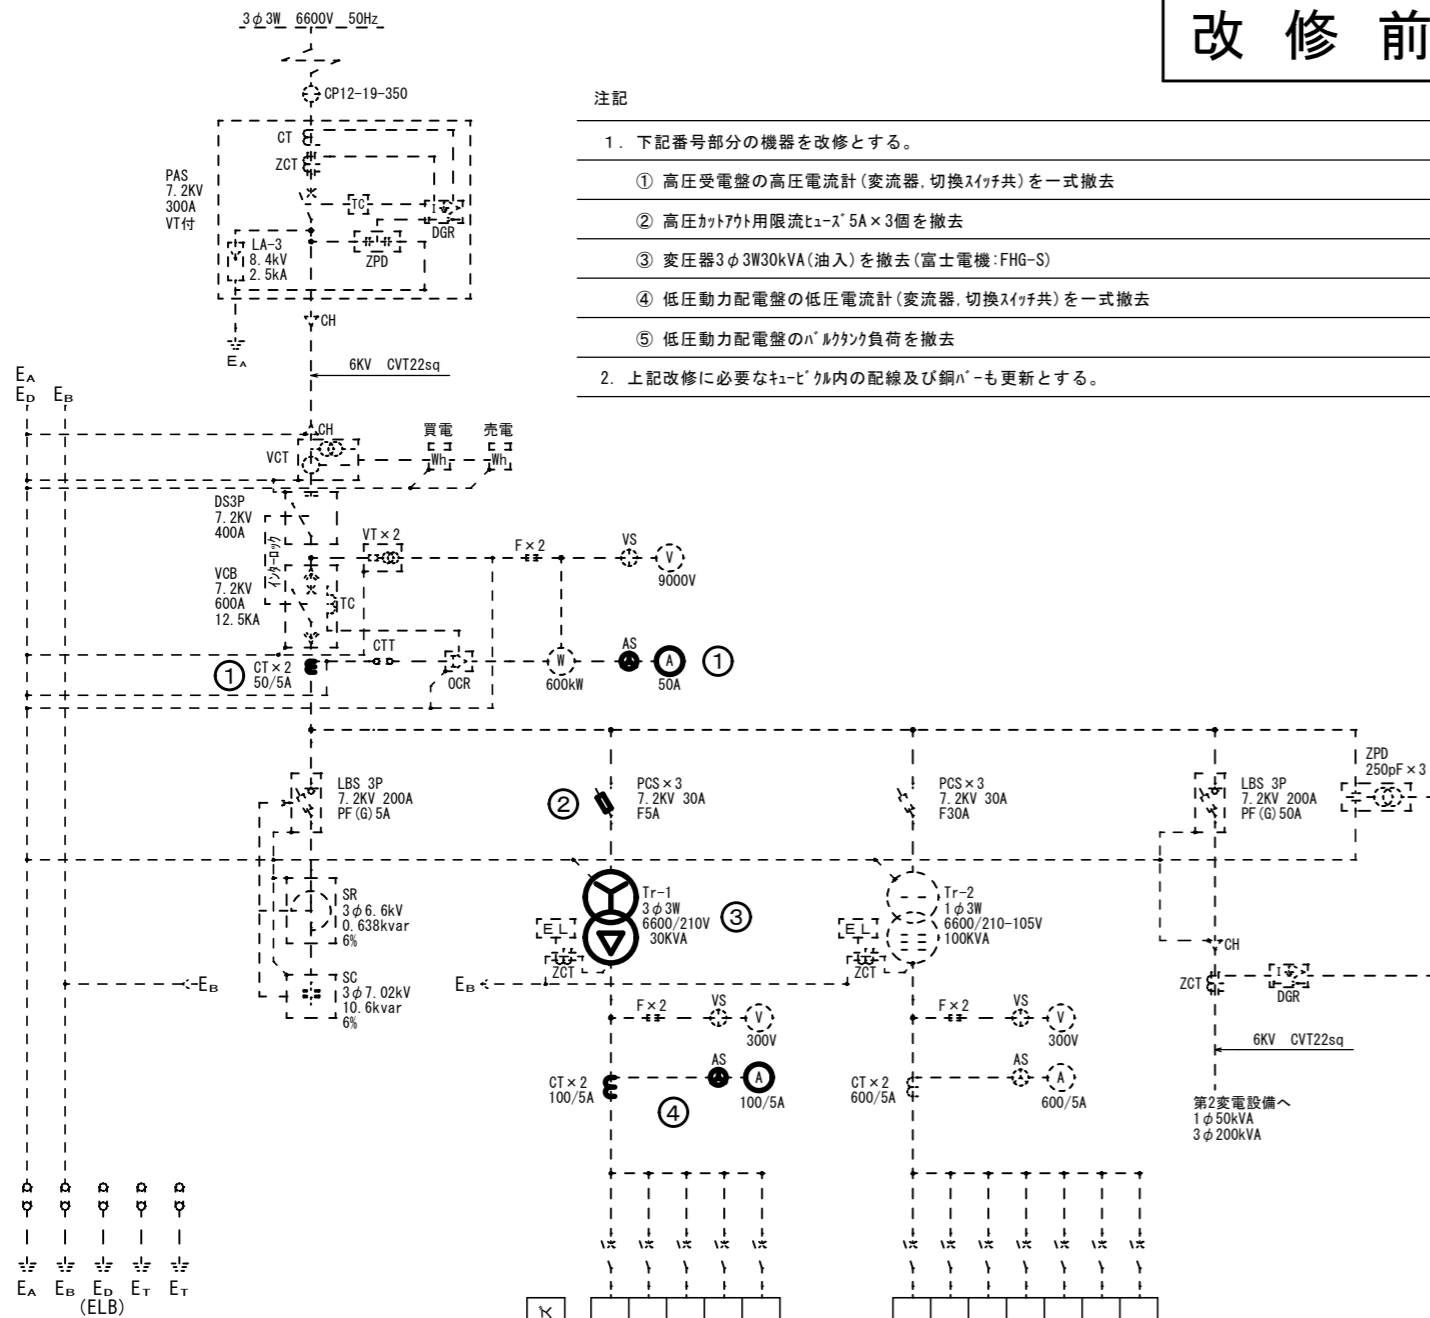 改修前
3φ3W 6600V 50Hz
CP12-19-350
CT
ZCT
PAS
7.2KV
300A
VT付
TC
I
DGR
LA-3
8.4kV
2.5kA
ZPD
CH
EA
6KV CVT22sq
注記
1. 下記番号部分の機器を改修とする。
① 高圧受電盤の高圧電流計(変流器,切換スイッチ共)を一式撤去
② 高圧カットアウト用限流ヒューズ5A×3個を撤去
③ 変圧器3φ3W30kVA(油入)を撤去(富士電機:FHG-S)
④ 低圧動力配電盤の低圧電流計(変流器,切換スイッチ共)を一式撤去
⑤ 低圧動力配電盤のバルクタンク負荷を撤去
2. 上記改修に必要なキュービクル内の配線及び銅バーも更新とする。
EA
ED
EB
CH
VCT
買電
売電
Wh
Wh
DS3P
7.2KV
400A
インターロック
VCB
7.2KV
600A
12.5KA
TC
VT×2
F×2
VS
V
9000V
①
CT×2
50/5A
CTT
OCR
W
600kW
AS
A
50A
①
LBS 3P
7.2KV 200A
PF(G)5A
②
PCS×3
7.2KV 30A
F5A
PCS×3
7.2KV 30A
F30A
LBS 3P
7.2KV 200A
PF(G)50A
ZPD
250pF×3
SR
3φ6.6kV
0.638kvar
6%
SC
3φ7.02kV
10.6kvar
6%
EB
Tr-1
3φ3W
6600/210V
30KVA
③
EL
ZCT
EB
Tr-2
1φ3W
6600/210-105V
100KVA
EL
ZCT
CH
ZCT
I
DGR
6KV CVT22sq
第2変電設備へ
1φ50kVA
3φ200kVA
F×2
VS
V
300V
CT×2
100/5A
AS
A
100/5A
④
F×2
VS
V
300V
CT×2
600/5A
AS
A
600/5A
EA
EB
ED
(ELB)
ET
ET